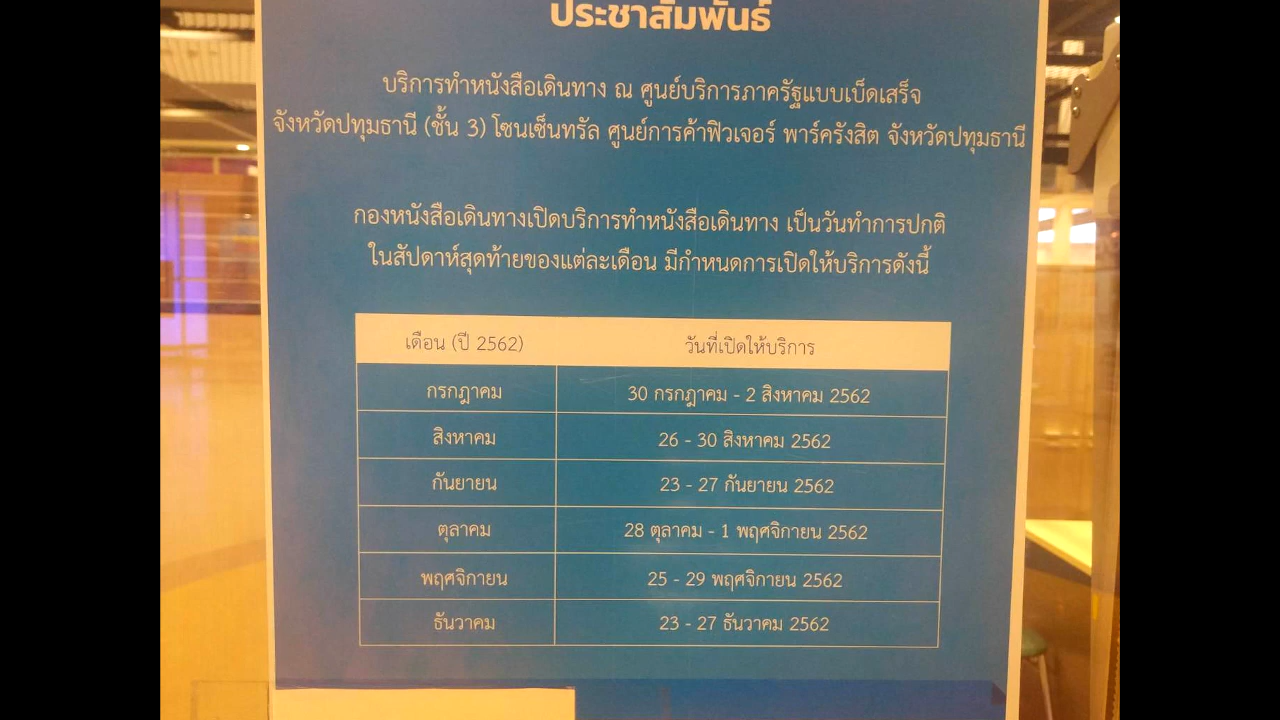 ประชาสัมพันธ์
บริการทำหนังสือเดินทาง ณ ศูนย์บริการภาครัฐแบบเบ็ดเสร็จ
จังหวัดปทุมธานี (ชั้น 3) โซนเซ็นทรัล ศูนย์การค้าฟิวเจอร์ พาร์ครังสิต จังหวัดปทุมธานี
กองหนังสือเดินทางเปิดบริการทำหนังสือเดินทาง เป็นวันทำการปกติ
ในสัปดาห์สุดท้ายของแต่ละเดือน มีกำหนดการเปิดให้บริการดังนี้
เดือน (ปี 2562) วันที่เปิดให้บริการ
กรกฎาคม 30 กรกฎาคม - 2 สิงหาคม 2562
สิงหาคม 26 - 30 สิงหาคม 2562
กันยายน 23 - 27 กันยายน 2562
ตุลาคม 28 ตุลาคม - 1 พฤศจิกายน 2562
พฤศจิกายน 25 - 29 พฤศจิกายน 2562
ธันวาคม 23 - 27 ธันวาคม 2562